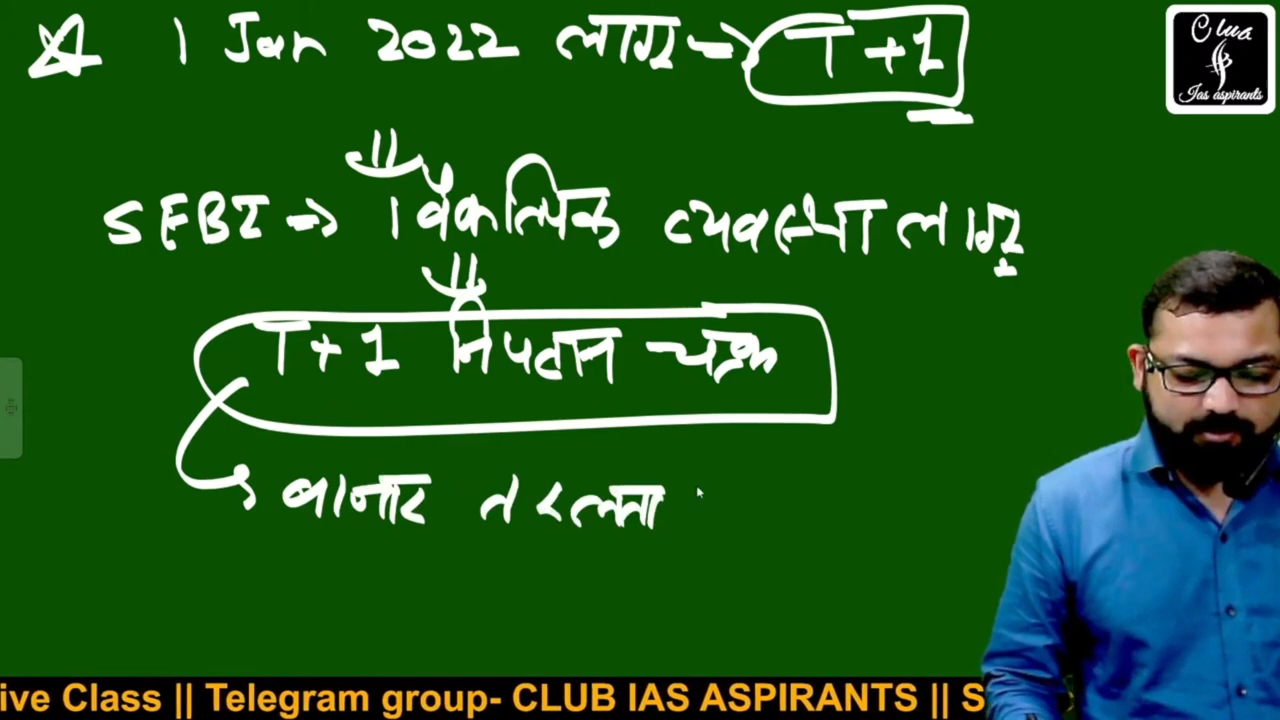 1 Jan 2022 लागू → T + 1
SEBI ⇒ वैकल्पिक व्यवस्था लागू
T + 1 निपटान चक्र
बाजार तरलता
Club
Ias aspirants
ive Class || Telegram group- CLUB IAS ASPIRANTS || S